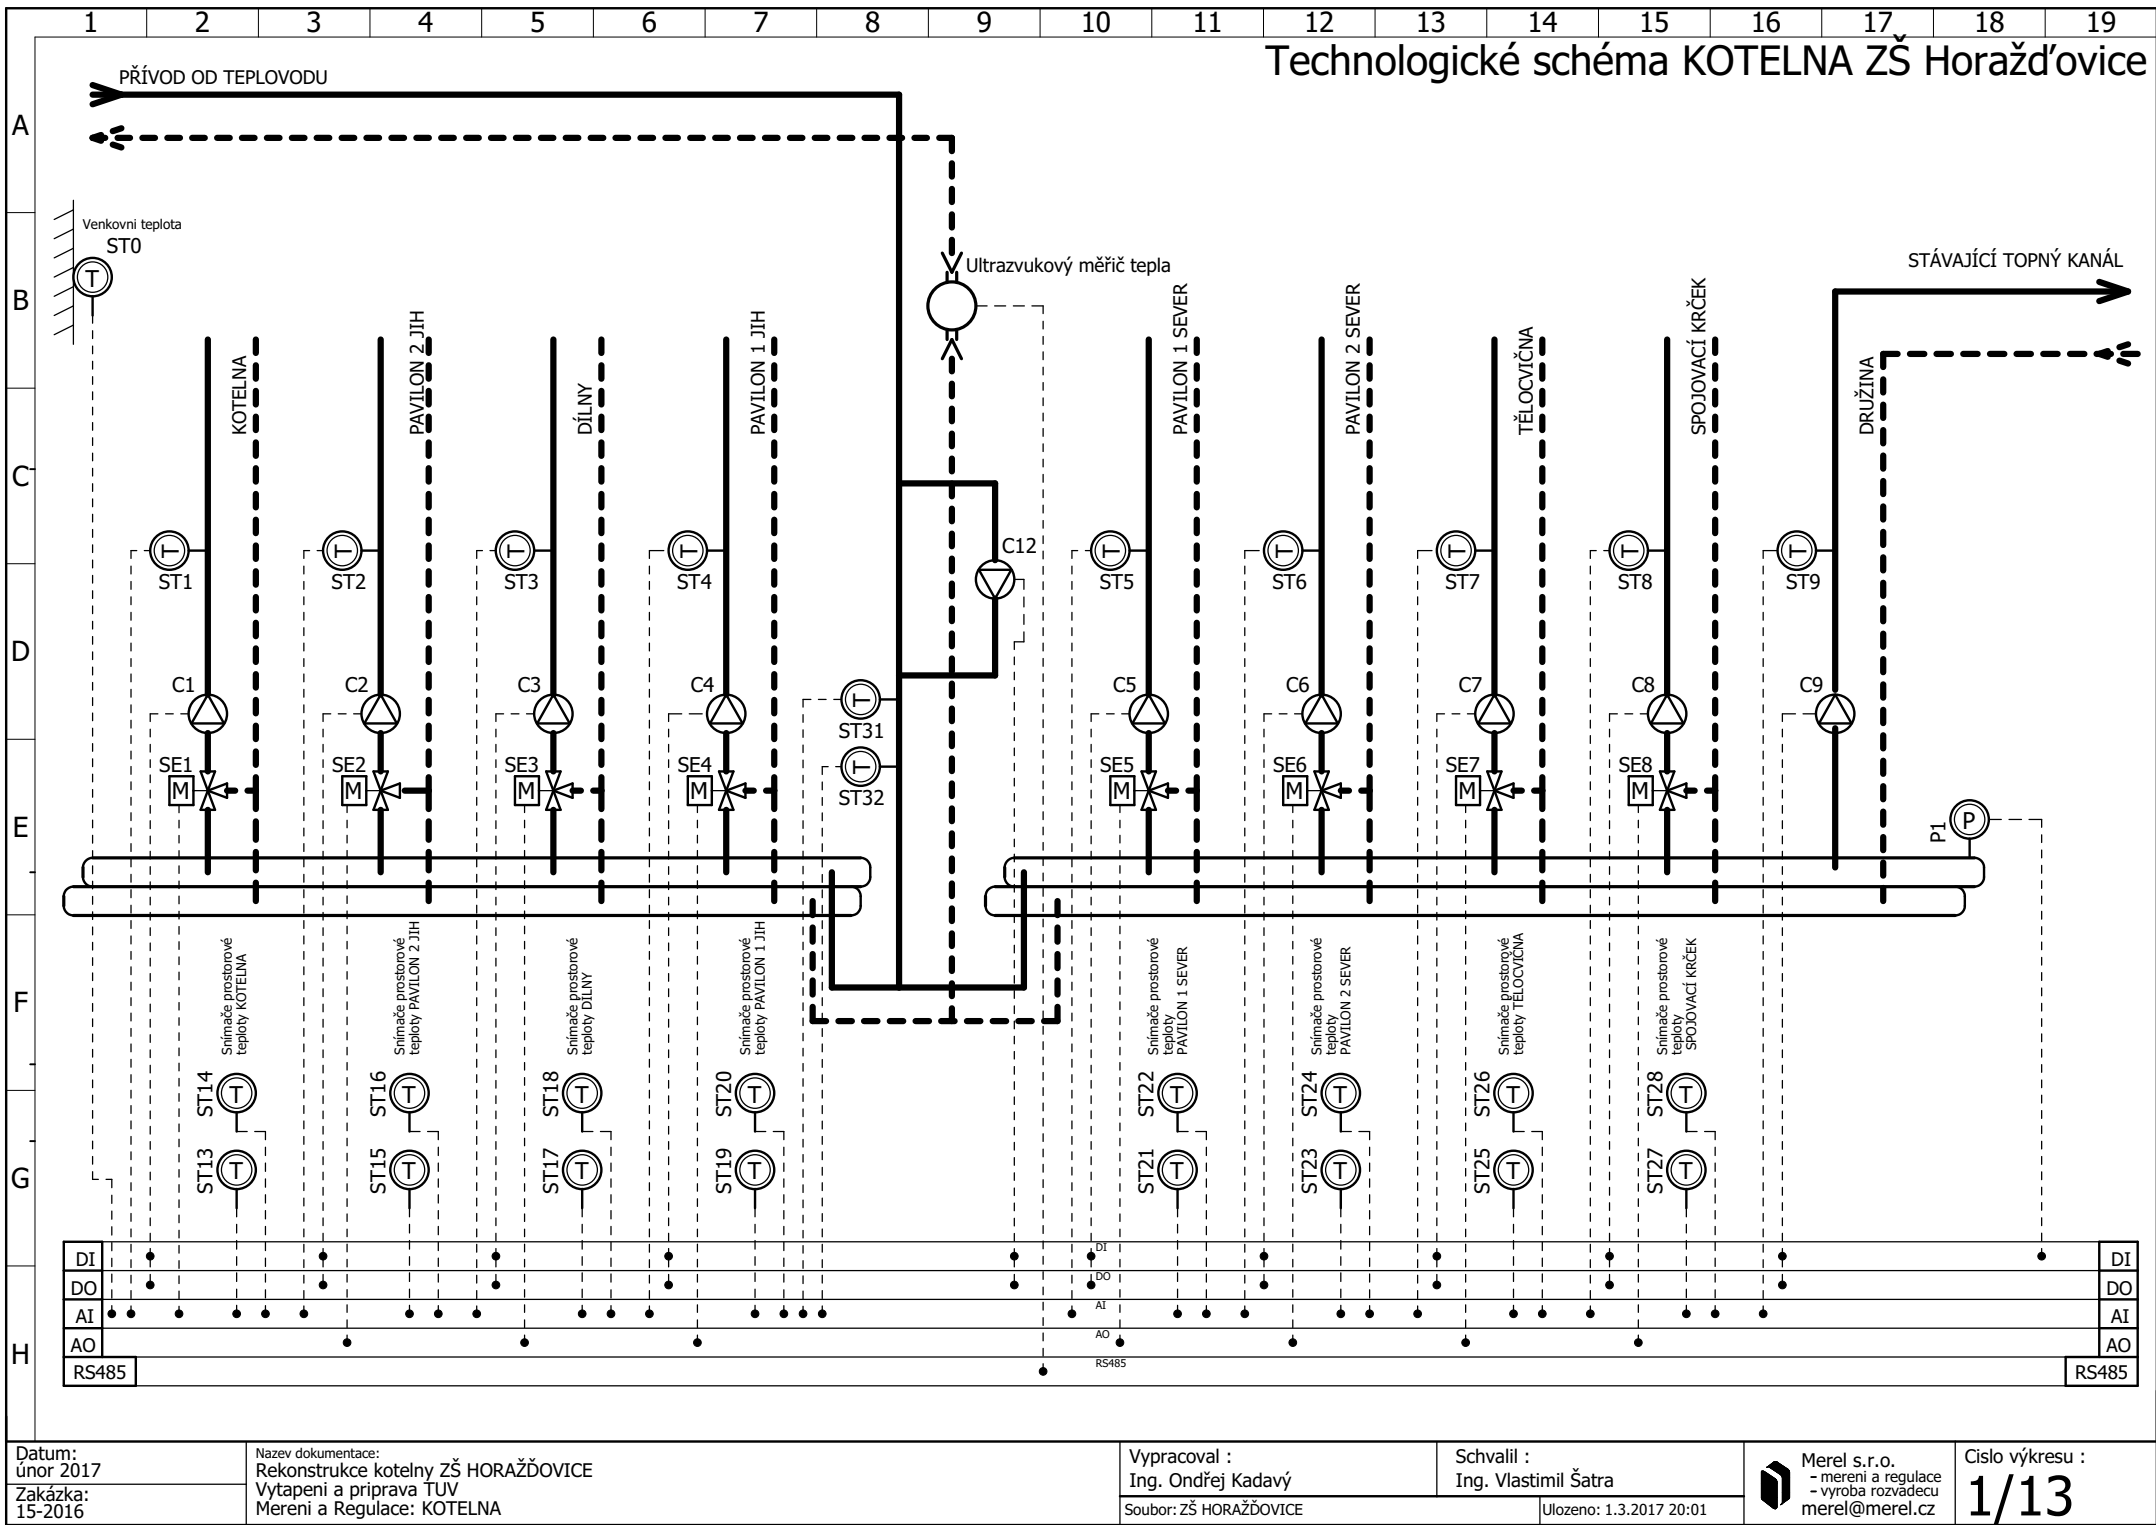 1 2 3 4 5 6 7 8 9 10 11 12 13 14 15 16 17 18 19
Technologické schéma KOTELNA ZŠ Horažďovice
PŘÍVOD OD TEPLOVODU
A
Venkovni teplota
ST0
T
Ultrazvukový měřič tepla
STÁVAJÍCÍ TOPNÝ KANÁL
B
KOTELNA
PAVILON 2 JIH
DÍLNY
PAVILON 1 JIH
PAVILON 1 SEVER
PAVILON 2 SEVER
TĚLOCVIČNA
SPOJOVACÍ KRČEK
DRUŽINA
C
C12
T T T T T T T T T
ST1 ST2 ST3 ST4 ST5 ST6 ST7 ST8 ST9
D
C1 C2 C3 C4 C5 C6 C7 C8 C9
T
ST31
SE1 SE2 SE3 SE4 SE5 SE6 SE7 SE8
M M M M M M M M
T
ST32
E
P1
P
F
Snímače prostorové
teploty KOTELNA
Snímače prostorové
teploty PAVILON 2 JIH
Snímače prostorové
teploty DÍLNY
Snímače prostorové
teploty PAVILON 1 JIH
Snímače prostorové
teploty
PAVILON 1 SEVER
Snímače prostorové
teploty
PAVILON 2 SEVER
Snímače prostorové
teploty TĚLOCVIČNA
Snímače prostorové
teploty
SPOJOVACÍ KRČEK
ST14 T ST16 T ST18 T ST20 T ST22 T ST24 T ST26 T ST28 T
G
ST13 T ST15 T ST17 T ST19 T ST21 T ST23 T ST25 T ST27 T
DI DI DI
DO DO DO
AI AI AI
H
AO AO AO
RS485 RS485 RS485
Datum:
únor 2017
Zakázka:
15-2016
Nazev dokumentace:
Rekonstrukce kotelny ZŠ HORAŽĎOVICE
Vytapeni a priprava TUV
Mereni a Regulace: KOTELNA
Vypracoval :
Ing. Ondřej Kadavý
Schvalil :
Ing. Vlastimil Šatra
Soubor: ZŠ HORAŽĎOVICE
Ulozeno: 1.3.2017 20:01
Merel s.r.o.
- mereni a regulace
- vyroba rozvadecu
merel@merel.cz
Cislo výkresu :
1/13